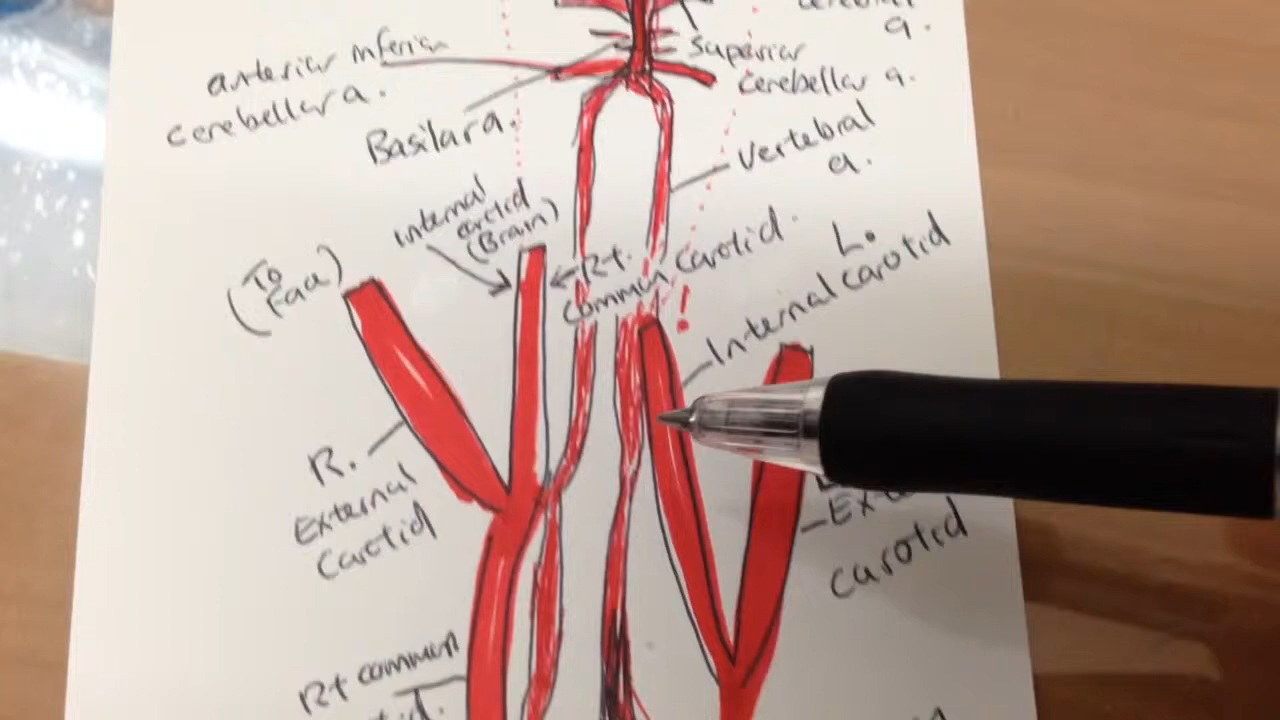 a.
anterior inferior
cerebellar a.
Superior
cerebellar a.
Basilar a.
Vertebral
a.
Internal
carotid
(Brain)
(To
Face)
Rt.
Common Carotid.
!
L.
Internal carotid
R.
External
Carotid
carotid
Rt common